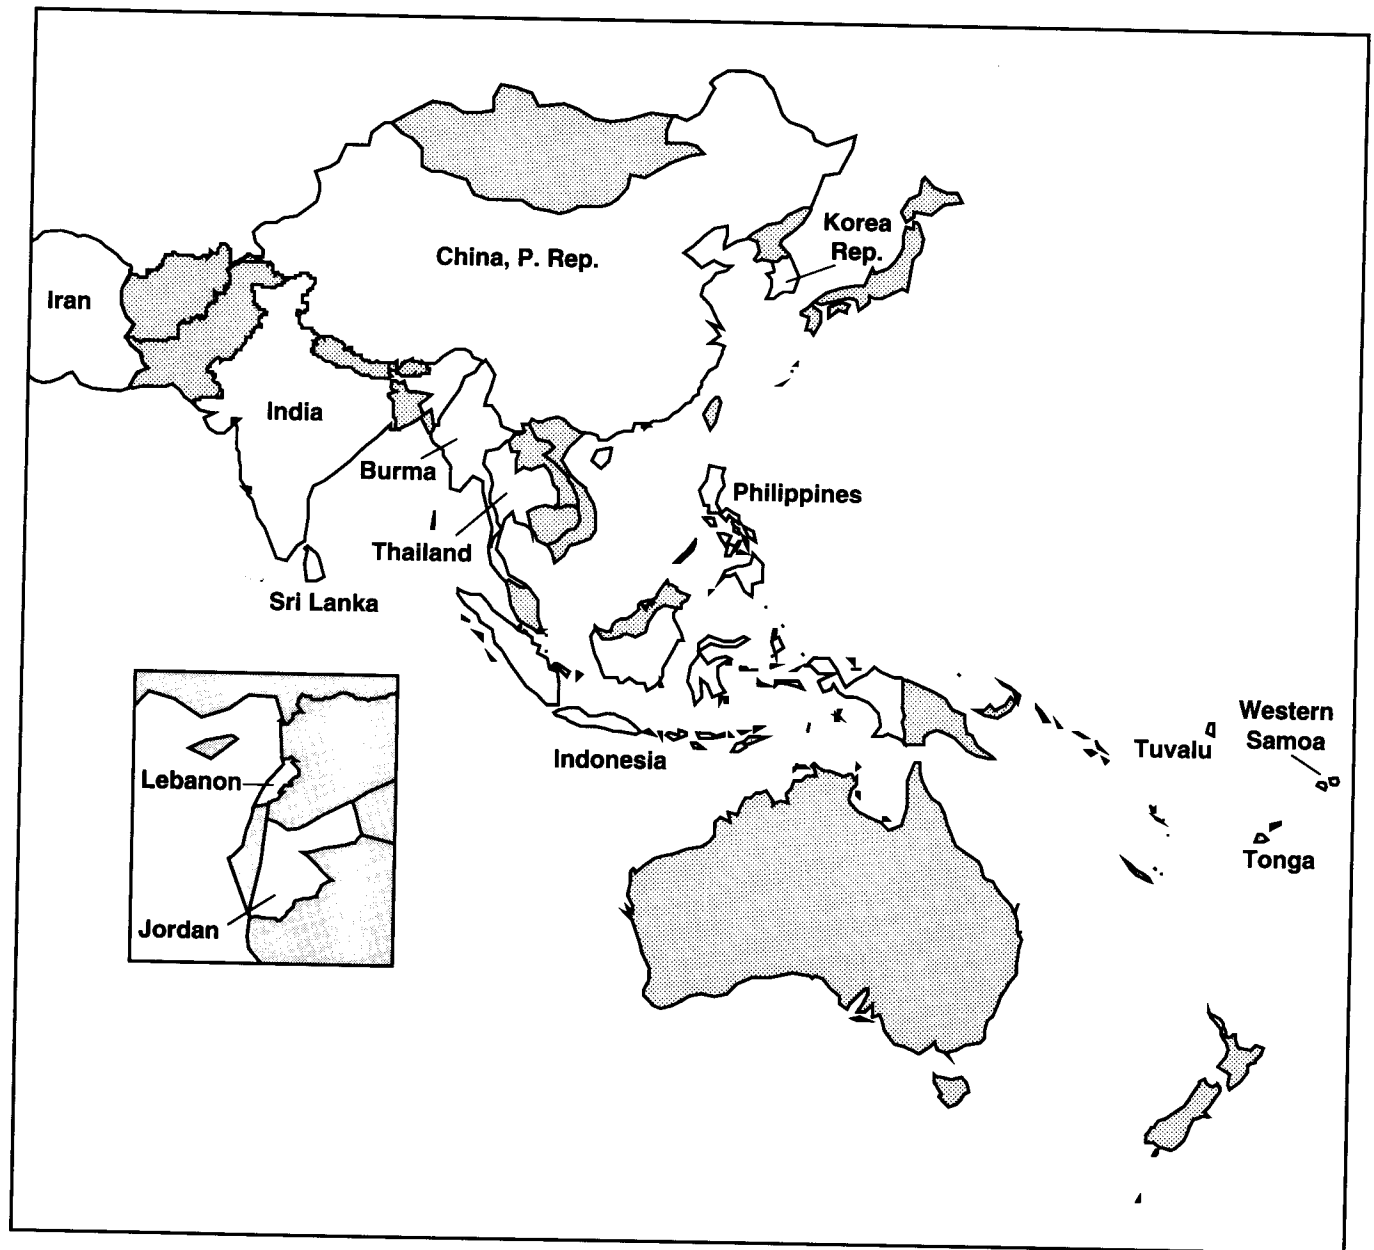 Korea
Rep.
China, P. Rep.
Iran
India
Burma
Philippines
Thailand
Sri Lanka
Western
Samoa
Tuvalu
Indonesia
Lebanon
Tonga
Jordan